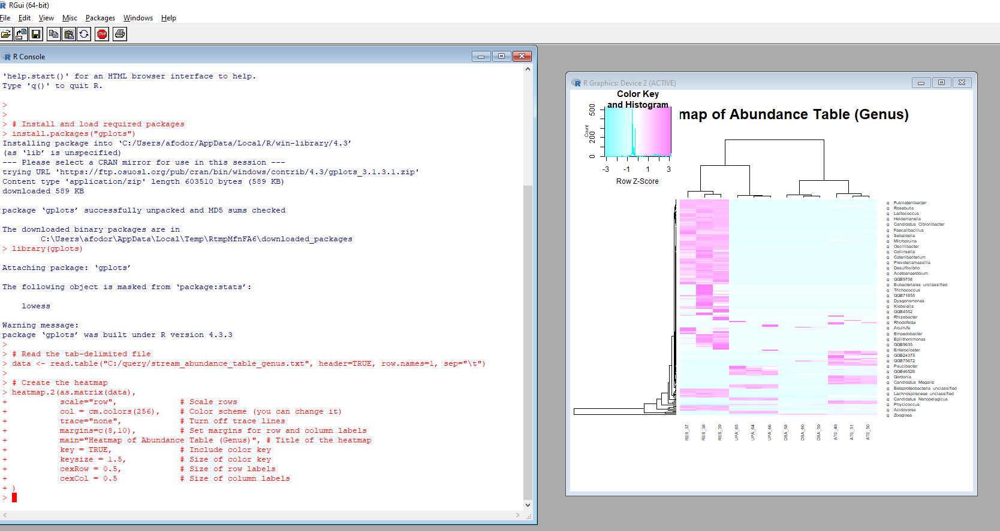 RGui (64-bit)
File Edit View Misc Packages Windows Help
STOP
R Console
'help.start()' for an HTML browser interface to help.
Type 'q()' to quit R.
>
>
> # Install and load required packages
> install.packages("gplots")
Installing package into ‘C:/Users/afodor/AppData/Local/R/win-library/4.3’
(as ‘lib’ is unspecified)
--- Please select a CRAN mirror for use in this session ---
trying URL 'https://ftp.osuosl.org/pub/cran/bin/windows/contrib/4.3/gplots_3.1.3.1.zip'
Content type 'application/zip' length 603510 bytes (589 KB)
downloaded 589 KB
package ‘gplots’ successfully unpacked and MD5 sums checked
The downloaded binary packages are in
C:\Users\afodor\AppData\Local\Temp\RtmpMfnFA6\downloaded_packages
> library(gplots)
Attaching package: ‘gplots’
The following object is masked from ‘package:stats’:
lowess
Warning message:
package ‘gplots’ was built under R version 4.3.3
>
> # Read the tab-delimited file
> data <- read.table("C:/query/stream_abundance_table_genus.txt", header=TRUE, row.names=1, sep="\t")
>
> # Create the heatmap
> heatmap.2(as.matrix(data),
+ scale="row", # Scale rows
+ col = cm.colors(256), # Color scheme (you can change it)
+ trace="none", # Turn off trace lines
+ margins=c(8,10), # Set margins for row and column labels
+ main="Heatmap of Abundance Table (Genus)", # Title of the heatmap
+ key = TRUE, # Include color key
+ keysize = 1.5, # Size of color key
+ cexRow = 0.5, # Size of row labels
+ cexCol = 0.5 # Size of column labels
+ )
>
R Graphics: Device 2 (ACTIVE)
Color Key
and Histogram
map of Abundance Table (Genus)
Count
0 200 500
-3 -1 1 3
Row Z-Score
g Fusicatenibacter
g Roseburia
g Lactococcus
g Holdemanella
g Candidatus Cibionibacter
g Faecalibacillus
g Sebaldella
g Micropruina
g Oscillibacter
g Collinsella
g Catenibacterium
g Prevotellamassilia
g Desulfovibrio
g Acetoanaerobium
g GGB9758
g Eubacteriales unclassified
g Trichococcus
g GGB71855
g Dysgonomonas
g Klebsiella
g GGB4552
g Rhizobacter
g Rhodoferax
g Aquirufa
g Empedobacter
g Epilithonimonas
g GGB9635
g Enterocloster
g GGB24373
g GGB75672
g Paucibacter
g GGB46526
g Gordonia
g Candidatus Megaira
g Betaproteobacteria unclassified
g Lachnospiraceae unclassified
g Candidatus Nanopelagicus
g Phycicoccus
g Acidovorax
g Zoogloea
RES_37
RES_38
RES_39
UPA_65
UPA_64
UPA_66
DSA_58
DSA_60
DSA_59
ATE_49
ATE_51
ATE_50